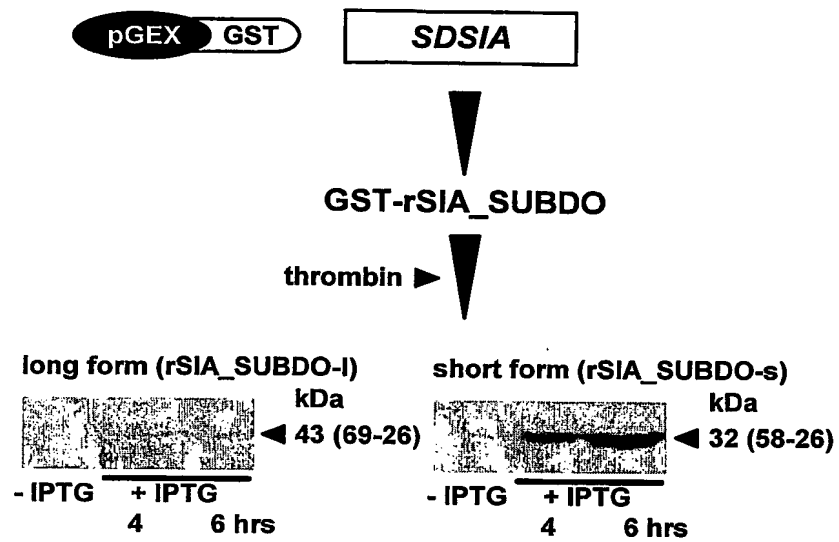 pGEX GST SDSIA
GST-rSIA_SUBDO
thrombin
long form (rSIA_SUBDO-l)
kDa
43 (69-26)
- IPTG + IPTG
4 6 hrs
short form (rSIA_SUBDO-s)
kDa
32 (58-26)
- IPTG + IPTG
4 6 hrs